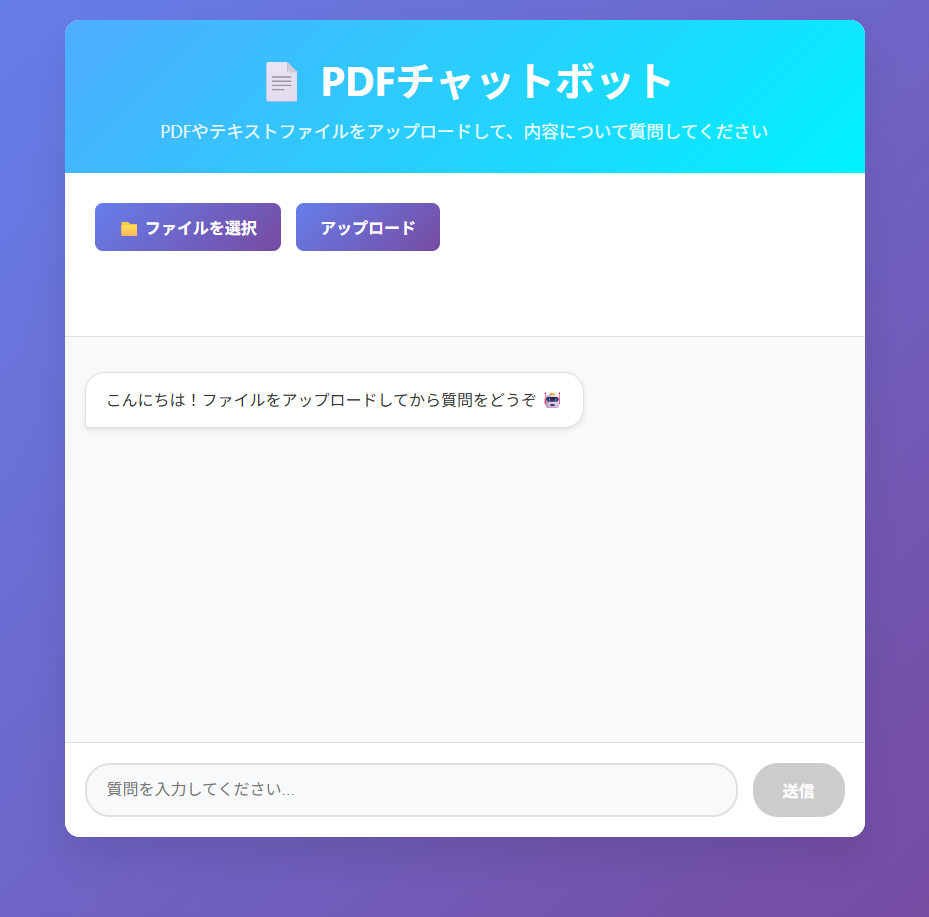 📄 PDFチャットボット
PDFやテキストファイルをアップロードして、内容について質問してください
📁 ファイルを選択
アップロード
こんにちは！ファイルをアップロードしてから質問をどうぞ 🤖
質問を入力してください...
送信